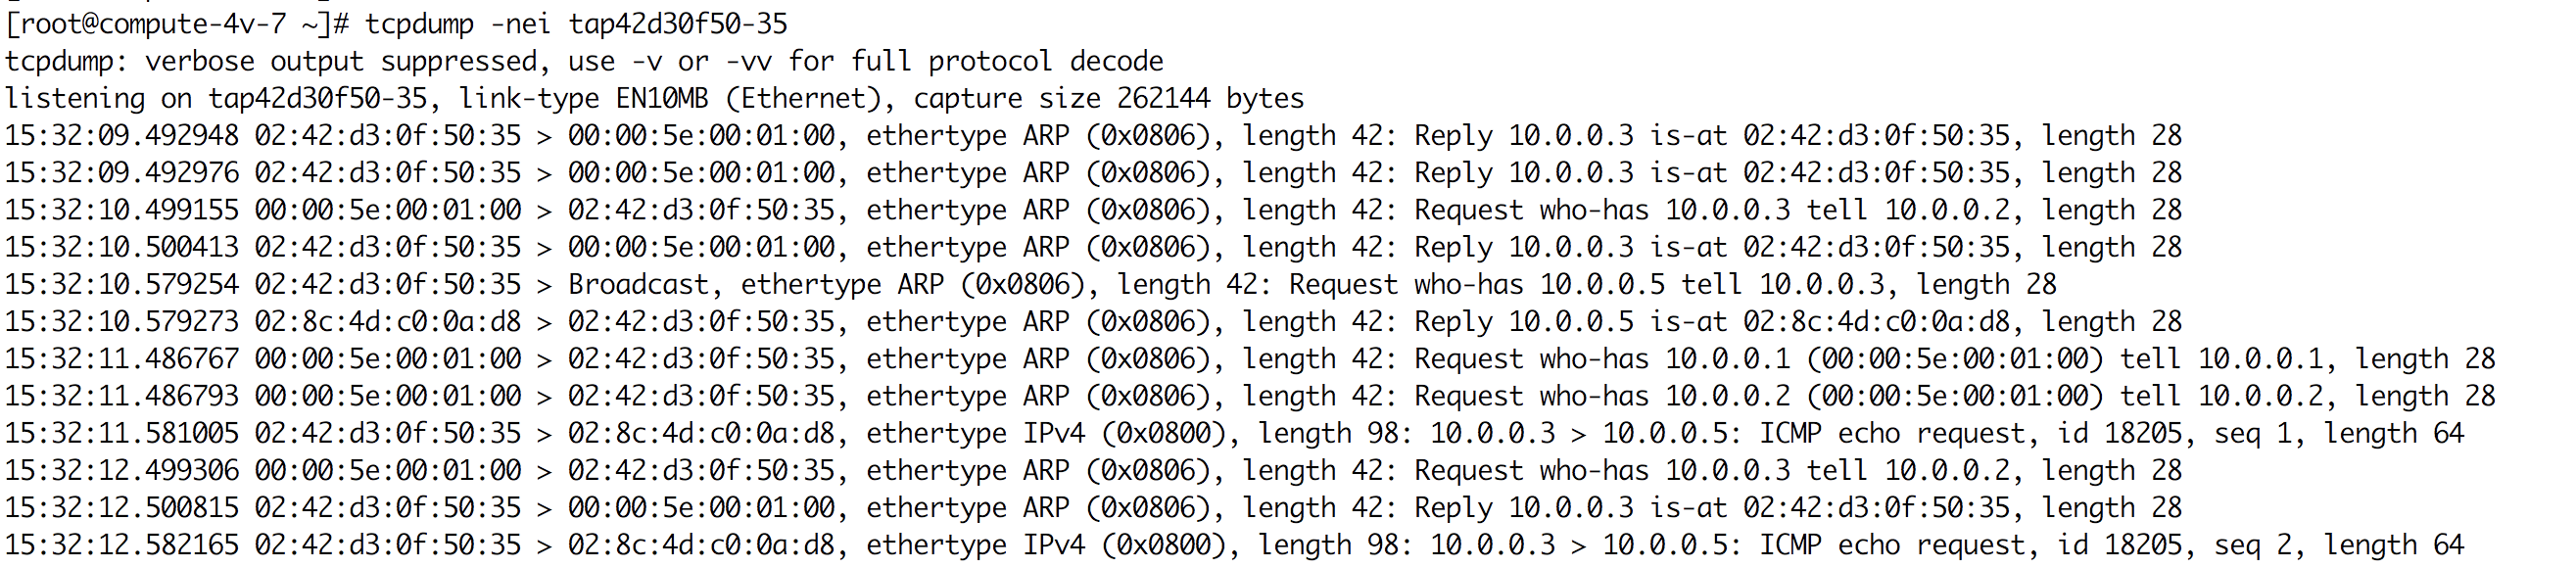 [root@compute-4v-7 ~]# tcpdump -nei tap42d30f50-35
tcpdump: verbose output suppressed, use -v or -vv for full protocol decode
listening on tap42d30f50-35, link-type EN10MB (Ethernet), capture size 262144 bytes
15:32:09.492948 02:42:d3:0f:50:35 > 00:00:5e:00:01:00, ethertype ARP (0x0806), length 42: Reply 10.0.0.3 is-at 02:42:d3:0f:50:35, length 28
15:32:09.492976 02:42:d3:0f:50:35 > 00:00:5e:00:01:00, ethertype ARP (0x0806), length 42: Reply 10.0.0.3 is-at 02:42:d3:0f:50:35, length 28
15:32:10.499155 00:00:5e:00:01:00 > 02:42:d3:0f:50:35, ethertype ARP (0x0806), length 42: Request who-has 10.0.0.3 tell 10.0.0.2, length 28
15:32:10.500413 02:42:d3:0f:50:35 > 00:00:5e:00:01:00, ethertype ARP (0x0806), length 42: Reply 10.0.0.3 is-at 02:42:d3:0f:50:35, length 28
15:32:10.579254 02:42:d3:0f:50:35 > Broadcast, ethertype ARP (0x0806), length 42: Request who-has 10.0.0.5 tell 10.0.0.3, length 28
15:32:10.579273 02:8c:4d:c0:0a:d8 > 02:42:d3:0f:50:35, ethertype ARP (0x0806), length 42: Reply 10.0.0.5 is-at 02:8c:4d:c0:0a:d8, length 28
15:32:11.486767 00:00:5e:00:01:00 > 02:42:d3:0f:50:35, ethertype ARP (0x0806), length 42: Request who-has 10.0.0.1 (00:00:5e:00:01:00) tell 10.0.0.1, length 28
15:32:11.486793 00:00:5e:00:01:00 > 02:42:d3:0f:50:35, ethertype ARP (0x0806), length 42: Request who-has 10.0.0.2 (00:00:5e:00:01:00) tell 10.0.0.2, length 28
15:32:11.581005 02:42:d3:0f:50:35 > 02:8c:4d:c0:0a:d8, ethertype IPv4 (0x0800), length 98: 10.0.0.3 > 10.0.0.5: ICMP echo request, id 18205, seq 1, length 64
15:32:12.499306 00:00:5e:00:01:00 > 02:42:d3:0f:50:35, ethertype ARP (0x0806), length 42: Request who-has 10.0.0.3 tell 10.0.0.2, length 28
15:32:12.500815 02:42:d3:0f:50:35 > 00:00:5e:00:01:00, ethertype ARP (0x0806), length 42: Reply 10.0.0.3 is-at 02:42:d3:0f:50:35, length 28
15:32:12.582165 02:42:d3:0f:50:35 > 02:8c:4d:c0:0a:d8, ethertype IPv4 (0x0800), length 98: 10.0.0.3 > 10.0.0.5: ICMP echo request, id 18205, seq 2, length 64